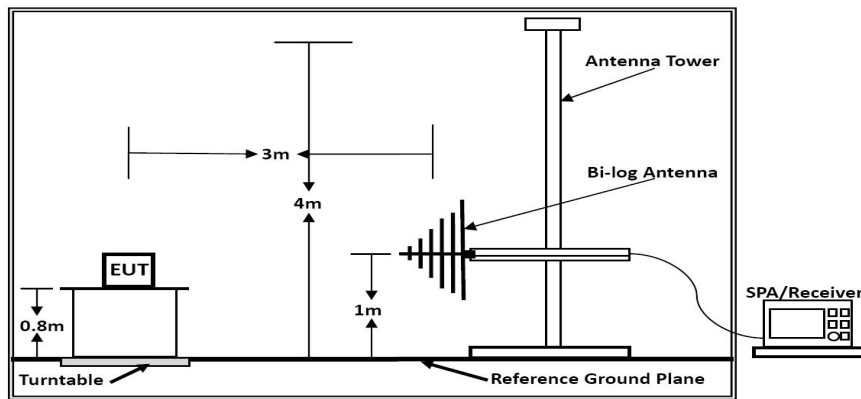 Antenna Tower
3m
Bi-log Antenna
4m
EUT
SPA/Receiver
1m
0.8m
Turntable
Reference Ground Plane